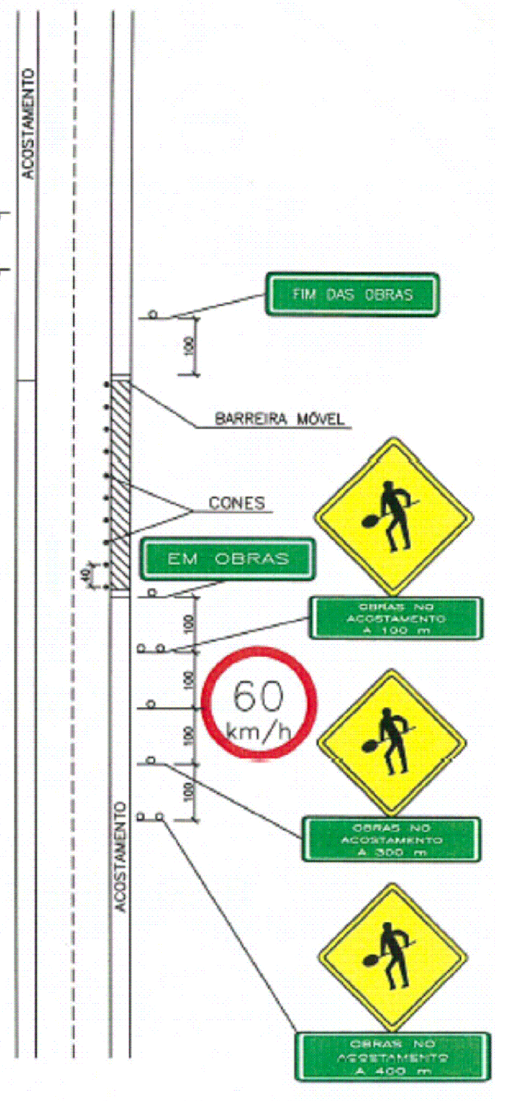 ACOSTAMENTO
FIM DAS OBRAS
100
BARREIRA MÓVEL
CONES
EM OBRAS
40
OBRAS NO
ACOSTAMENTO
A 100 m
100
60
km/h
100
100
OBRAS NO
ACOSTAMENTO
A 300 m
100
ACOSTAMENTO
OBRAS NO
ACOSTAMENTO
A 400 m